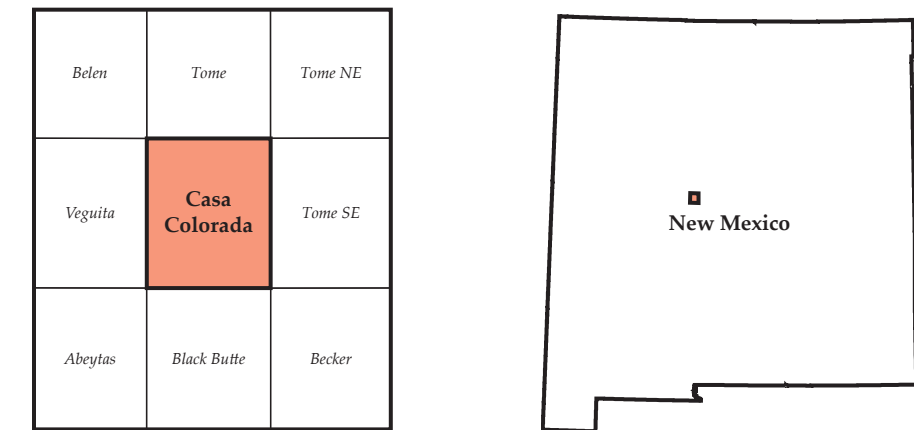 Belen
Tome
Tome NE
Veguita
Casa
Colorada
Tome SE
Abeytas
Black Butte
Becker
New Mexico